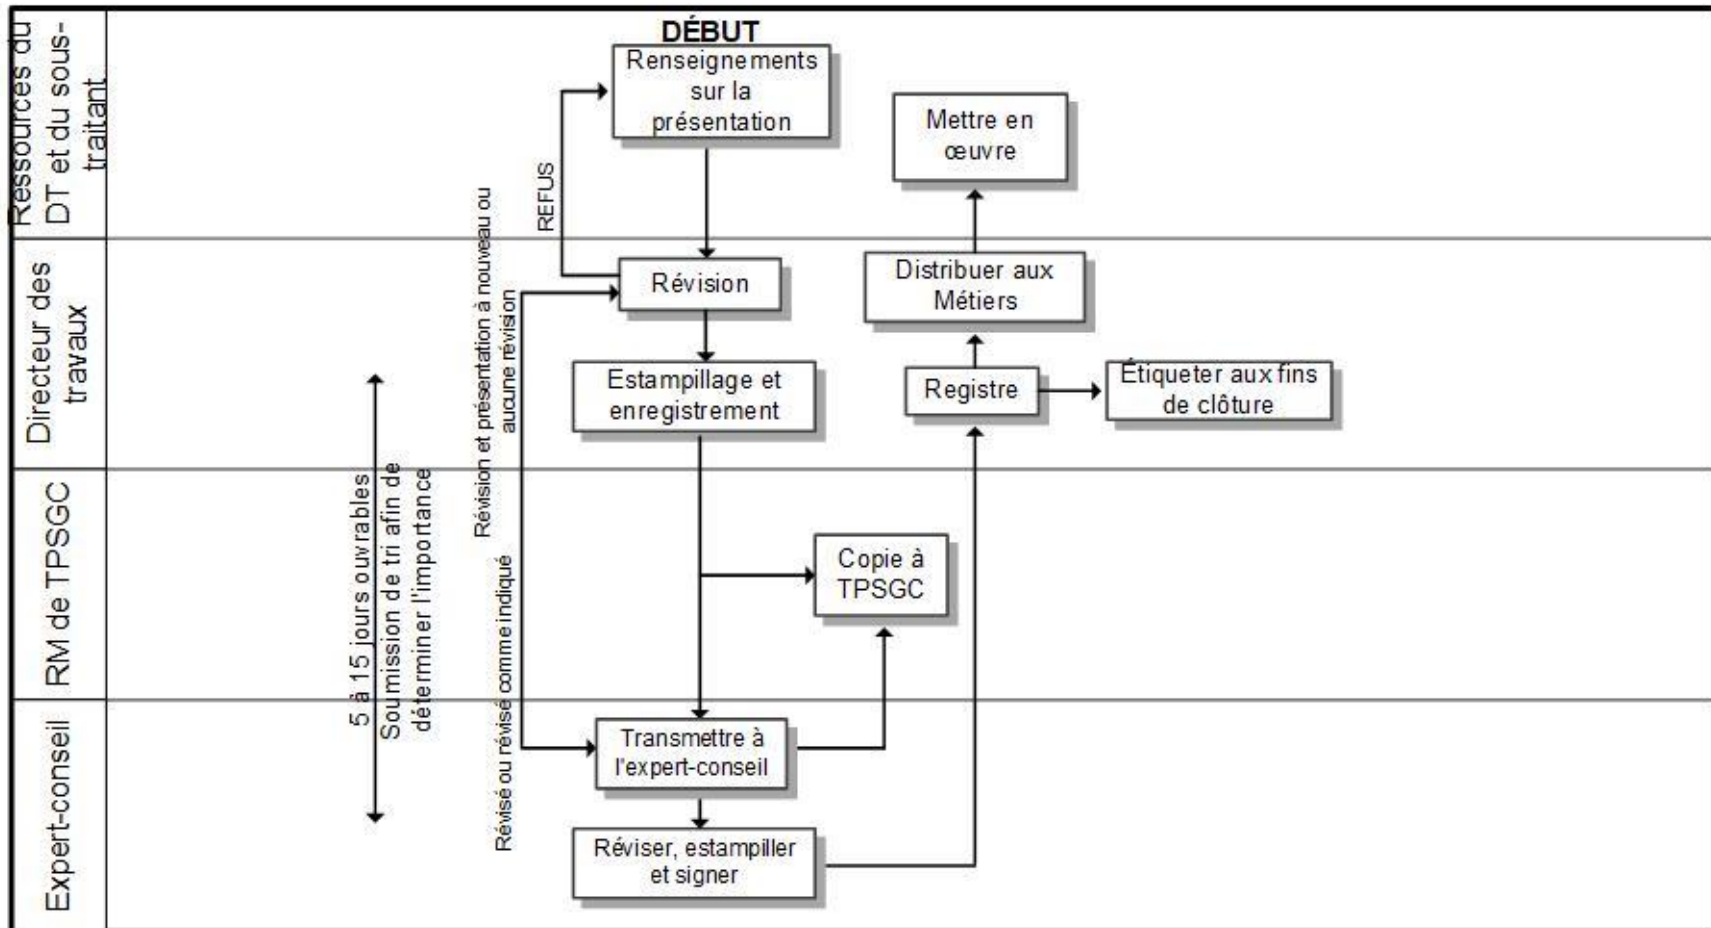 Ressources du
DT et du sous-
traitant
DÉBUT
Renseignements
sur la
présentation
Mettre en
œuvre
REFUS
Directeur des
travaux
Révision
Distribuer aux
Métiers
Estampillage et
enregistrement
Registre
Étiqueter aux fins
de clôture
Révision et présentation à nouveau ou
aucune révision
5 à 15 jours ouvrables
Soumission de tri afin de
déterminer l'importance
RM de TPSGC
Copie à
TPSGC
Révisé ou révisé comme indiqué
Expert-conseil
Transmettre à
l'expert-conseil
Réviser, estampiller
et signer